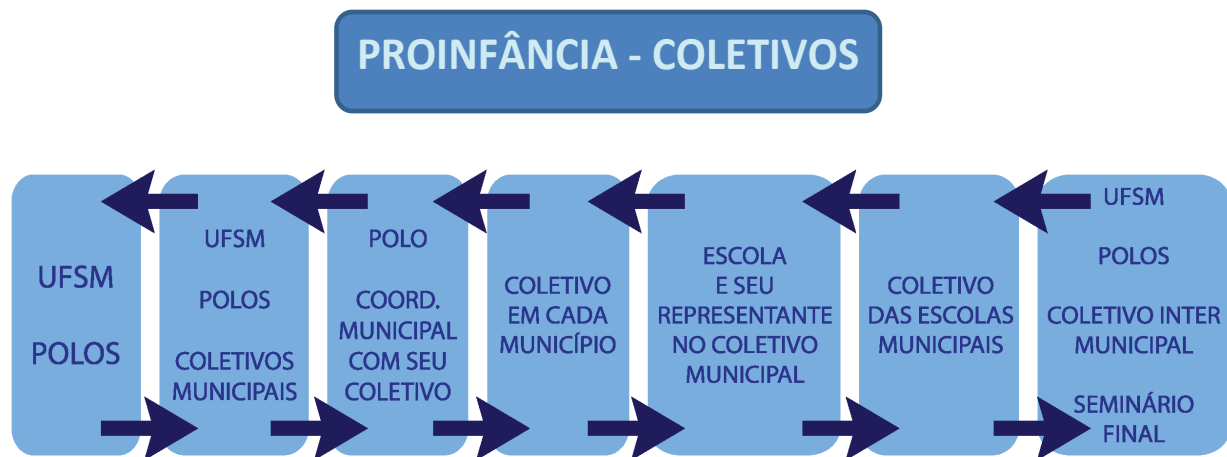 PROINFÂNCIA - COLETIVOS
UFSM
POLOS
UFSM
POLOS
COLETIVOS
MUNICIPAIS
POLO
COORD.
MUNICIPAL
COM SEU
COLETIVO
COLETIVO
EM CADA
MUNICÍPIO
ESCOLA
E SEU
REPRESENTANTE
NO COLETIVO
MUNICIPAL
COLETIVO
DAS ESCOLAS
MUNICIPAIS
UFSM
POLOS
COLETIVO INTER
MUNICIPAL
SEMINÁRIO
FINAL